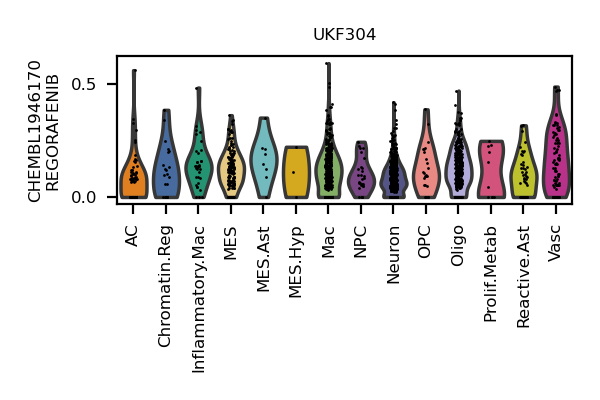 UKF304
CHEMBL1946170
REGORAFENIB
0.5
0.0
AC
Chromatin.Reg
Inflammatory.Mac
MES
MES.Ast
MES.Hyp
Mac
NPC
Neuron
OPC
Oligo
Prolif.Metab
Reactive.Ast
Vasc